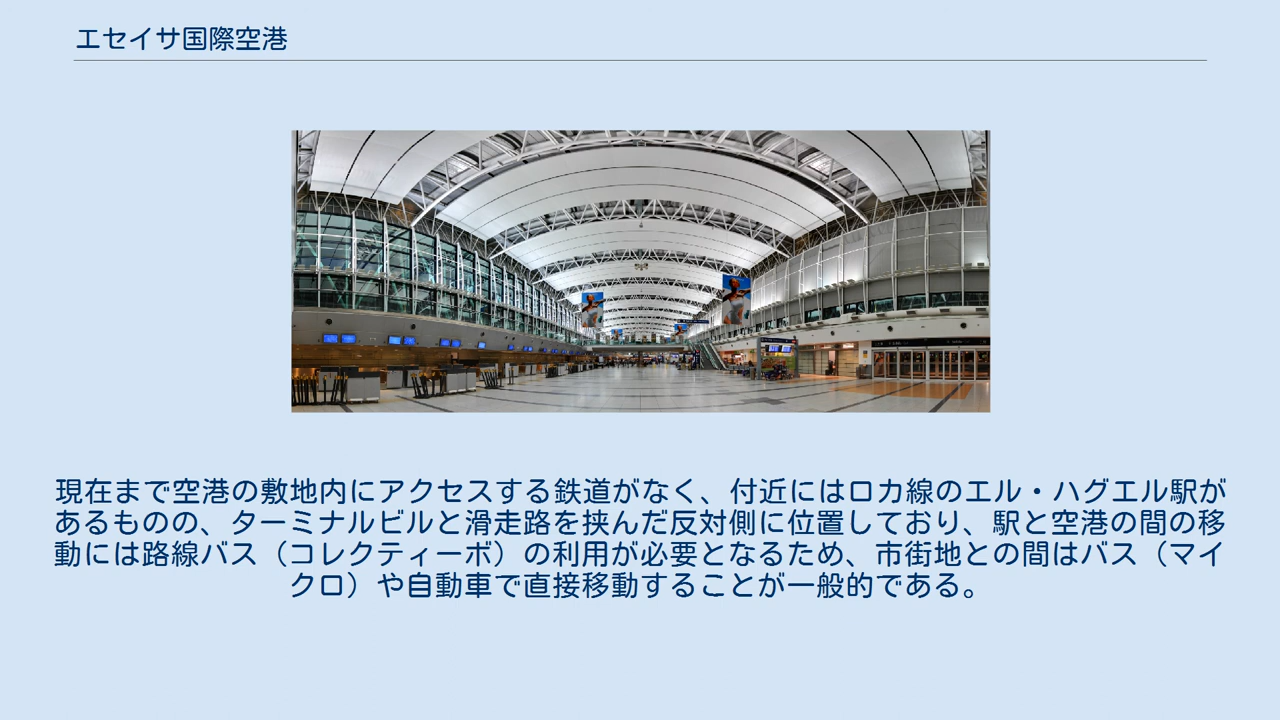 エセイサ国際空港
現在まで空港の敷地内にアクセスする鉄道がなく、付近にはロカ線のエル・ハグエル駅が
あるものの、ターミナルビルと滑走路を挟んだ反対側に位置しており、駅と空港の間の移
動には路線バス（コレクティーボ）の利用が必要となるため、市街地との間はバス（マイ
クロ）や自動車で直接移動することが一般的である。